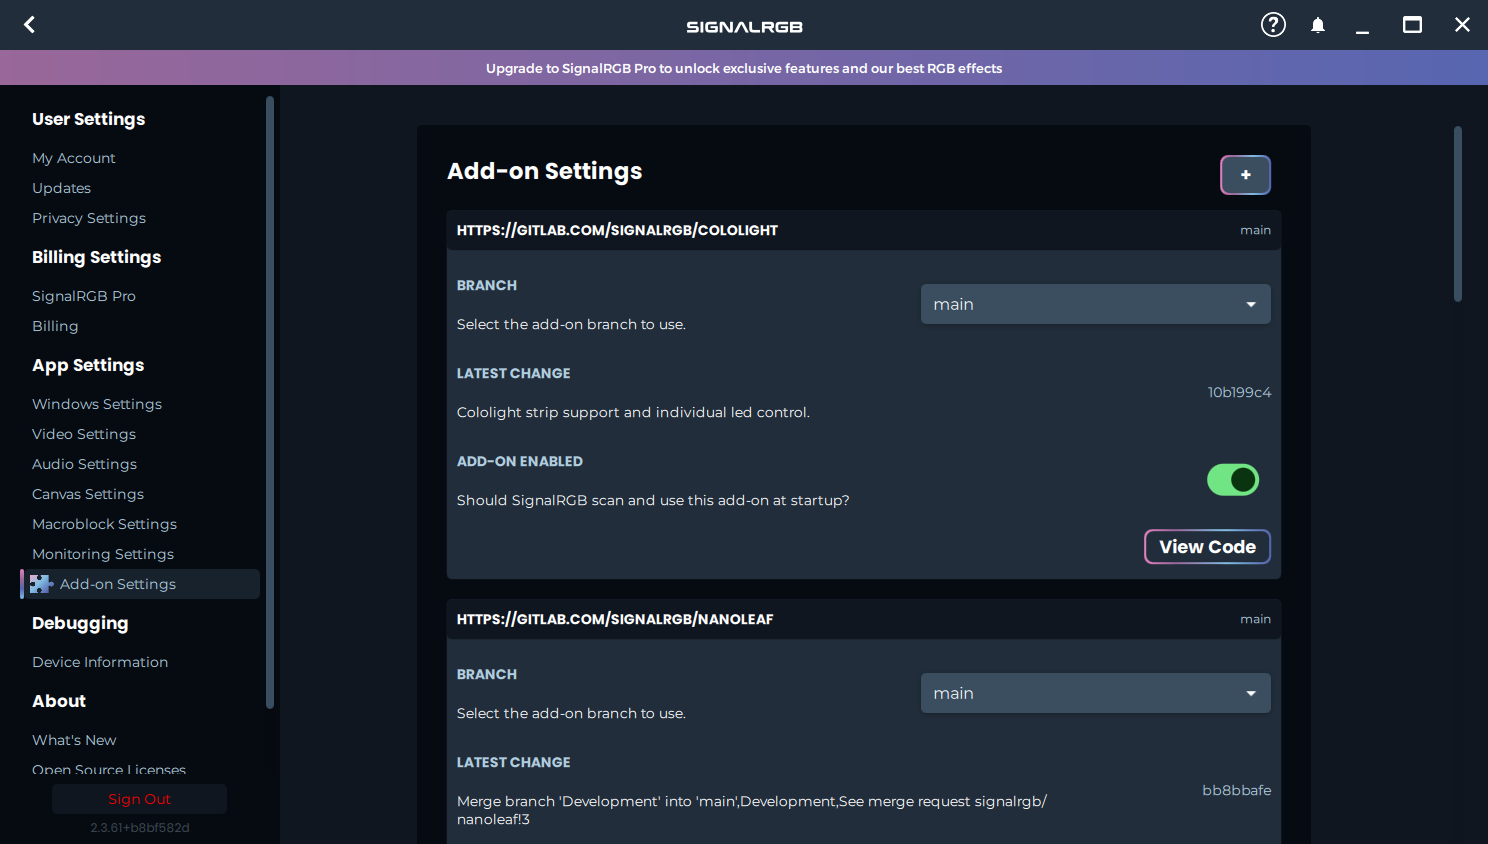 SIGNALRGB
Upgrade to SignalRGB Pro to unlock exclusive features and our best RGB effects
User Settings
My Account
Updates
Privacy Settings
Billing Settings
SignalRGB Pro
Billing
App Settings
Windows Settings
Video Settings
Audio Settings
Canvas Settings
Macroblock Settings
Monitoring Settings
Add-on Settings
Debugging
Device Information
About
What's New
Open Source Licenses
Sign Out
2.3.61+b8bf582d
Add-on Settings
+
HTTPS://GITLAB.COM/SIGNALRGB/COLOLIGHT main
BRANCH
main
Select the add-on branch to use.
LATEST CHANGE
10b199c4
Cololight strip support and individual led control.
ADD-ON ENABLED
Should SignalRGB scan and use this add-on at startup?
View Code
HTTPS://GITLAB.COM/SIGNALRGB/NANOLEAF main
BRANCH
main
Select the add-on branch to use.
LATEST CHANGE
bb8bbafe
Merge branch 'Development' into 'main',Development,See merge request signalrgb/
nanoleaf!3